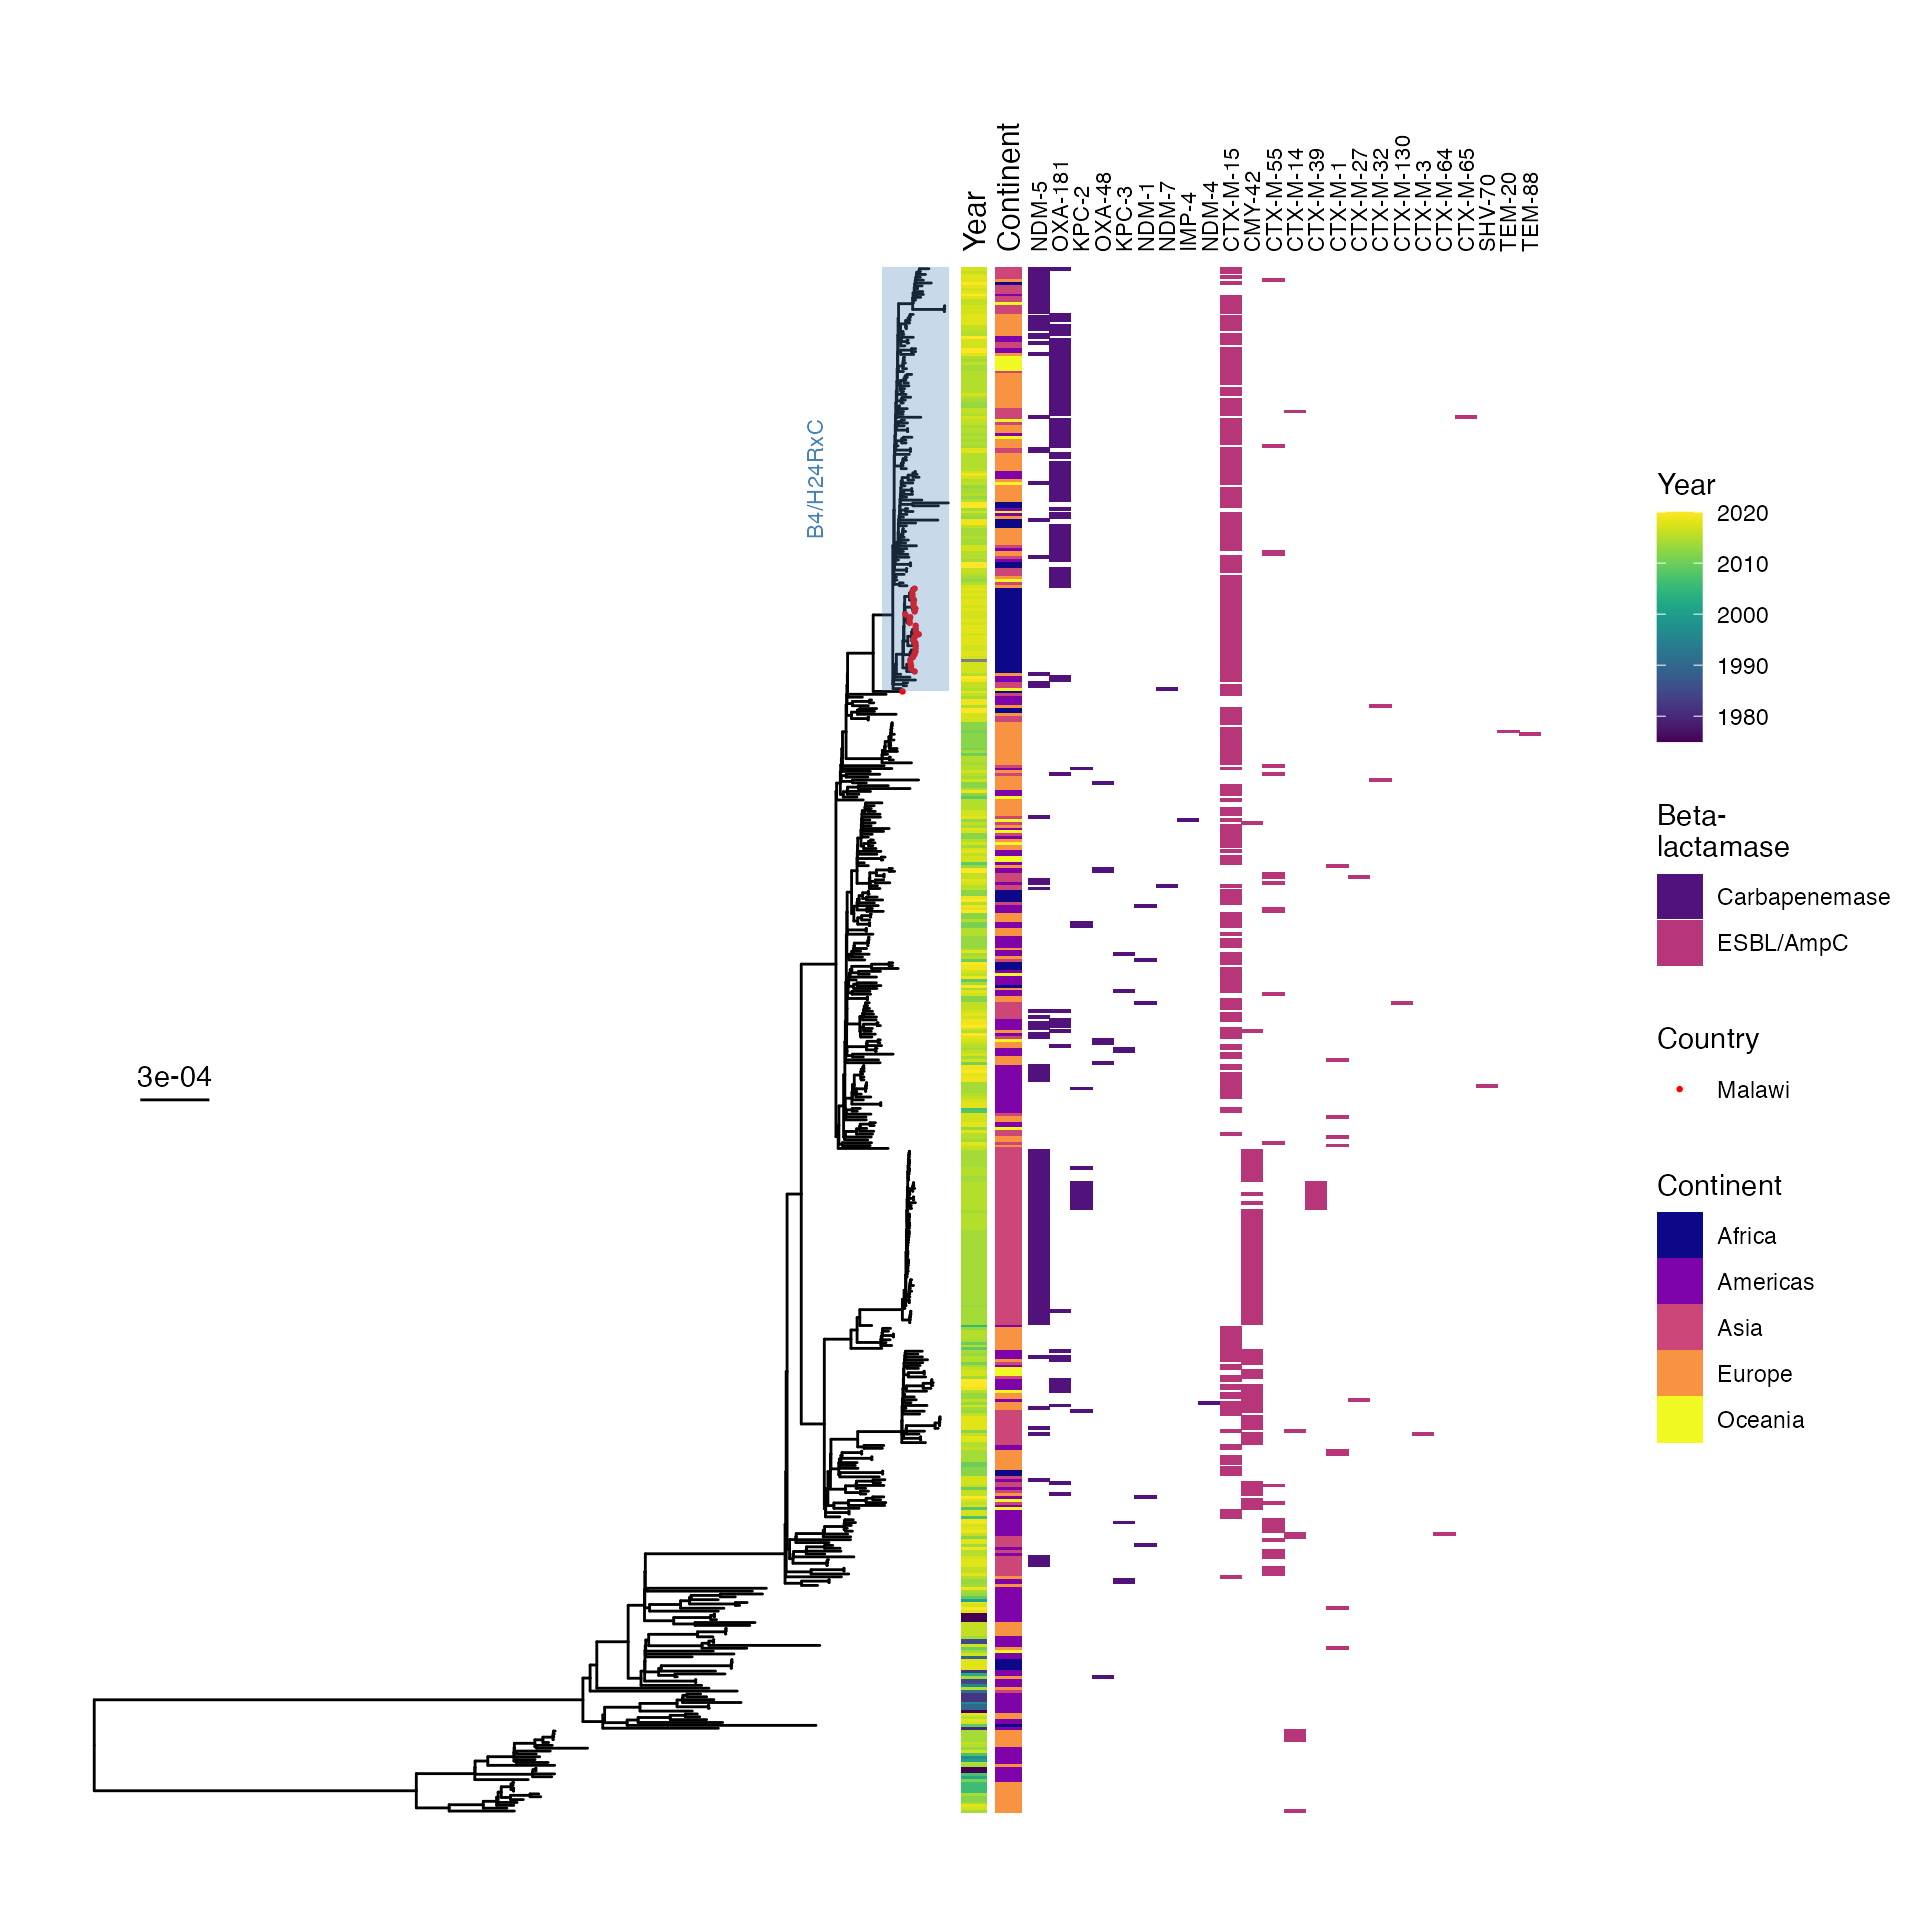 Year
Continent
NDM-5
OXA-181
KPC-2
OXA-48
KPC-3
NDM-1
NDM-7
IMP-4
NDM-4
CTX-M-15
CMY-42
CTX-M-55
CTX-M-14
CTX-M-39
CTX-M-1
CTX-M-27
CTX-M-32
CTX-M-130
CTX-M-3
CTX-M-64
CTX-M-65
SHV-70
TEM-20
TEM-88
B4/H24RxC
3e-04
Year
2020
2010
2000
1990
1980
Beta-
lactamase
Carbapenemase
ESBL/AmpC
Country
Malawi
Continent
Africa
Americas
Asia
Europe
Oceania